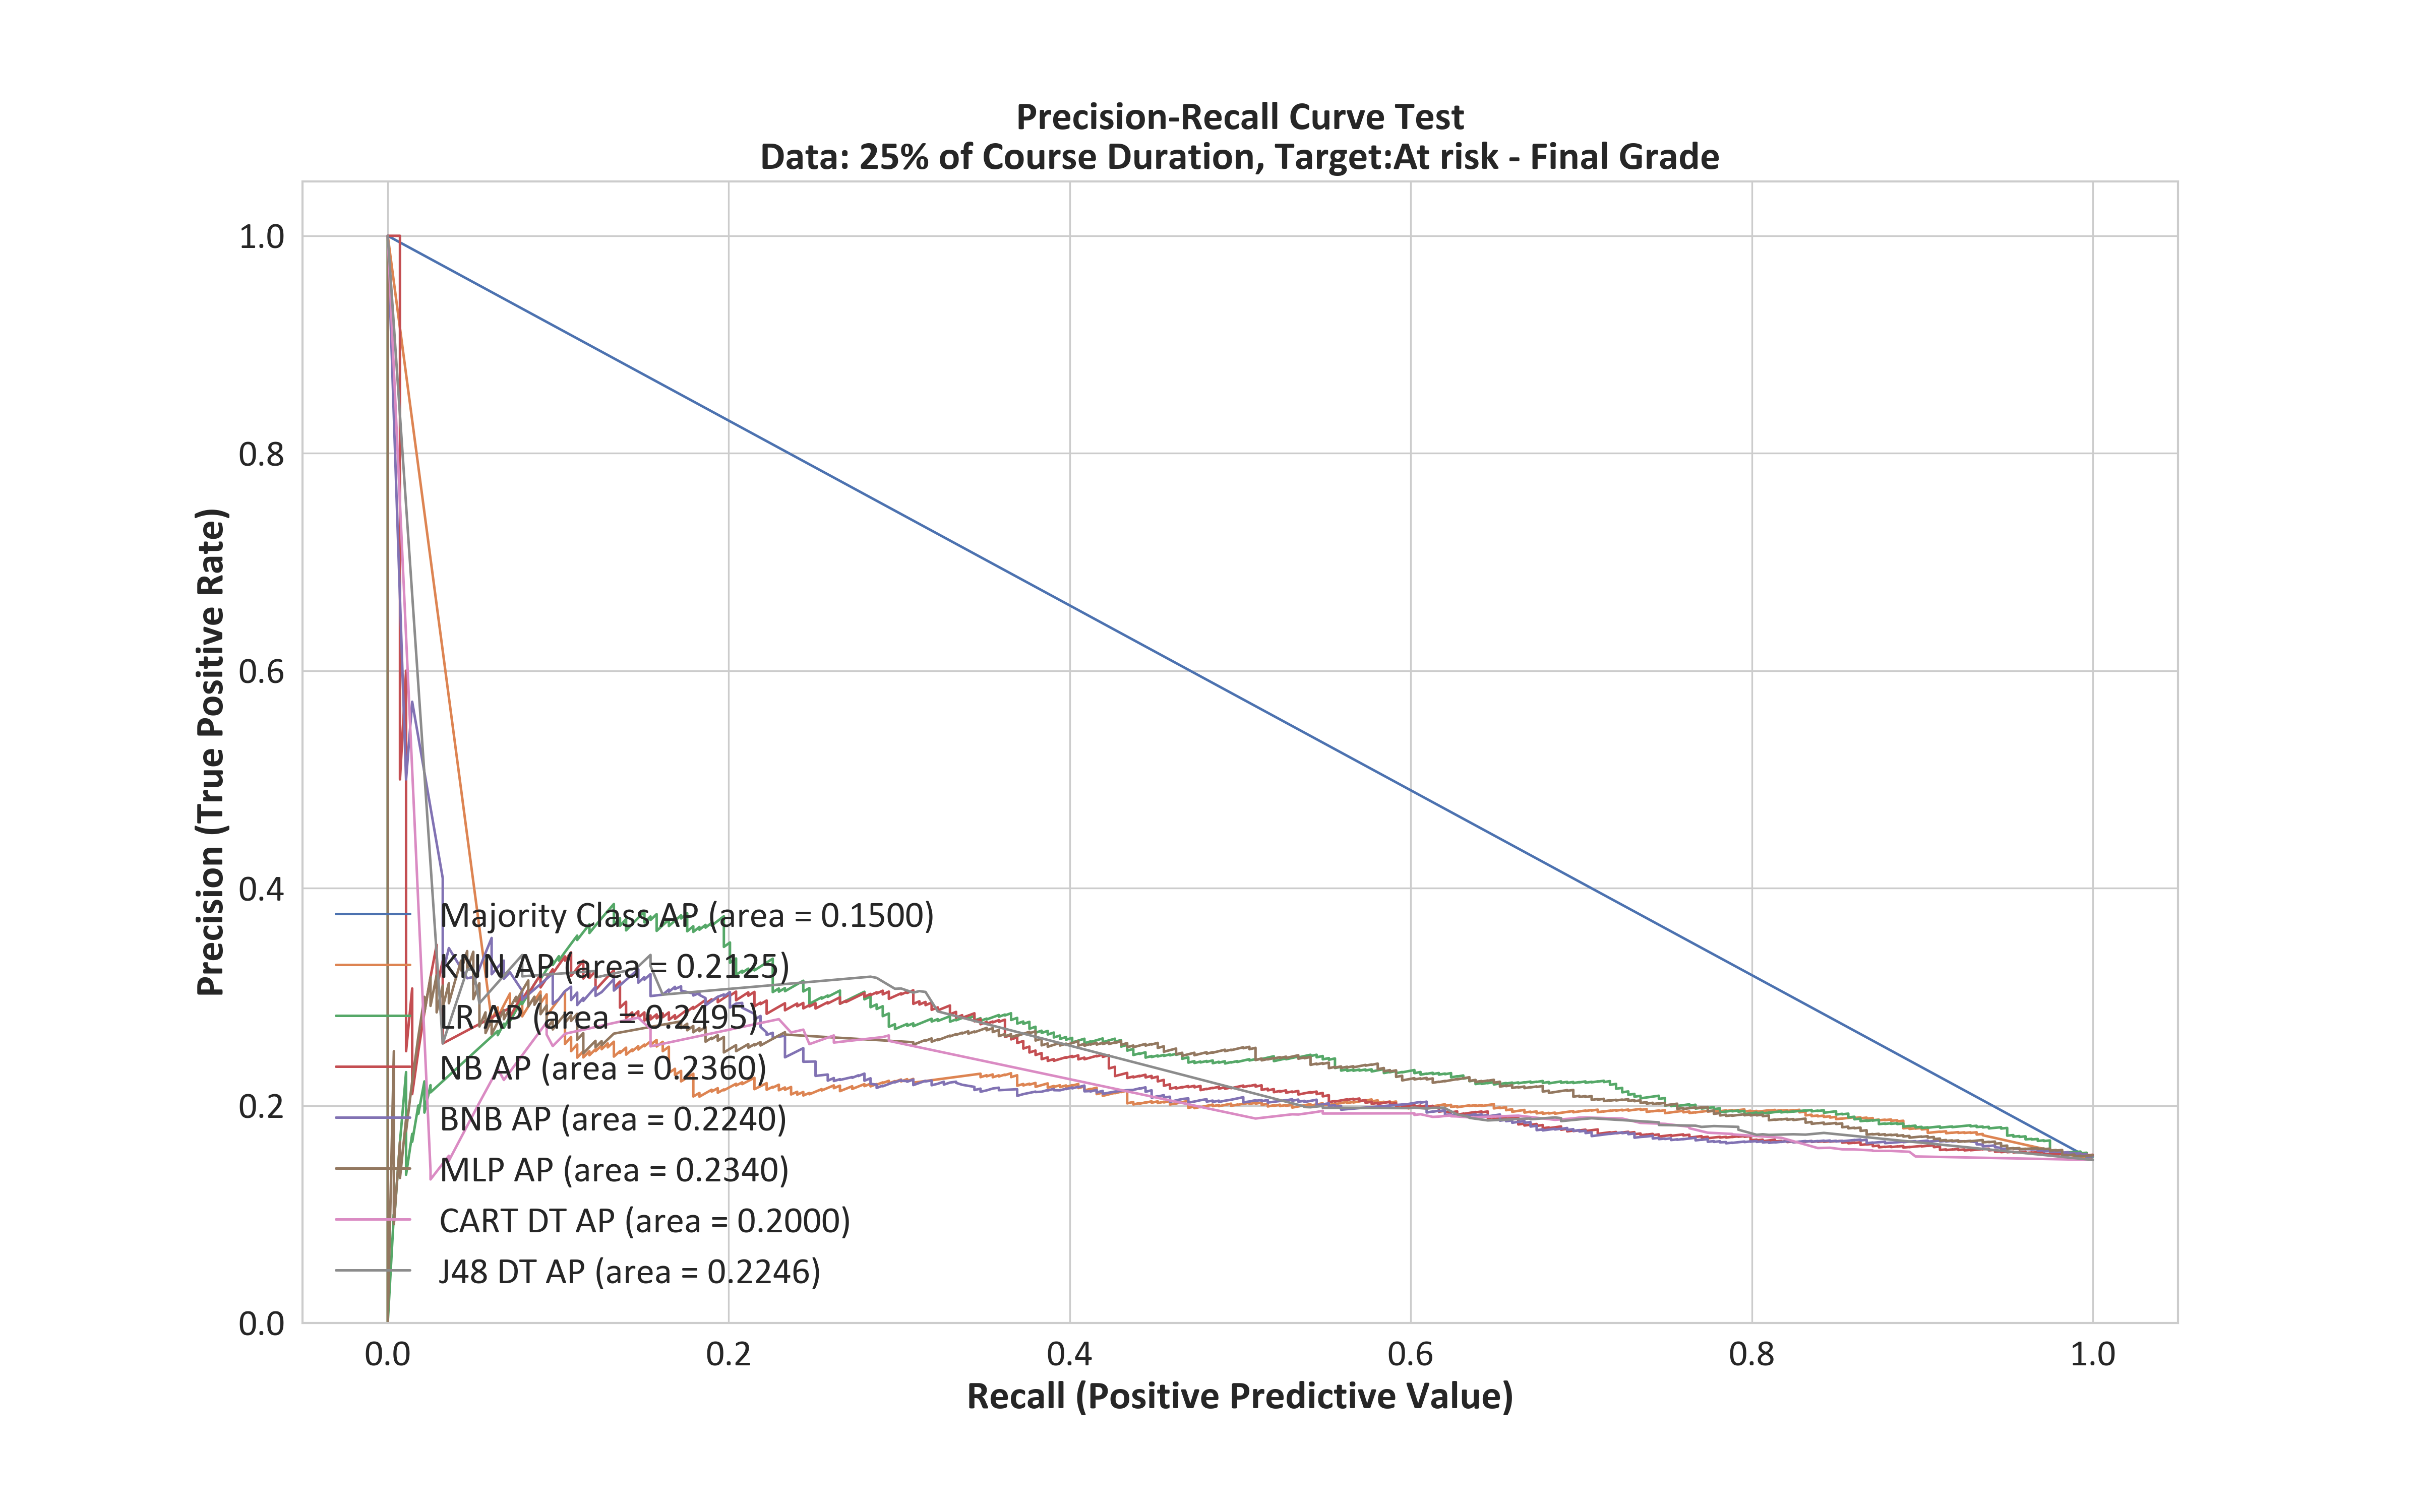 Precision-Recall Curve Test
Data: 25% of Course Duration, Target:At risk - Final Grade
1.0
0.8
0.6
0.4
0.2
0.0
Precision (True Positive Rate)
Majority Class AP (area = 0.1500)
KNN AP (area = 0.2125)
LR AP (area = 0.2495)
NB AP (area = 0.2360)
BNB AP (area = 0.2240)
MLP AP (area = 0.2340)
CART DT AP (area = 0.2000)
J48 DT AP (area = 0.2246)
0.0 0.2 0.4 0.6 0.8 1.0
Recall (Positive Predictive Value)